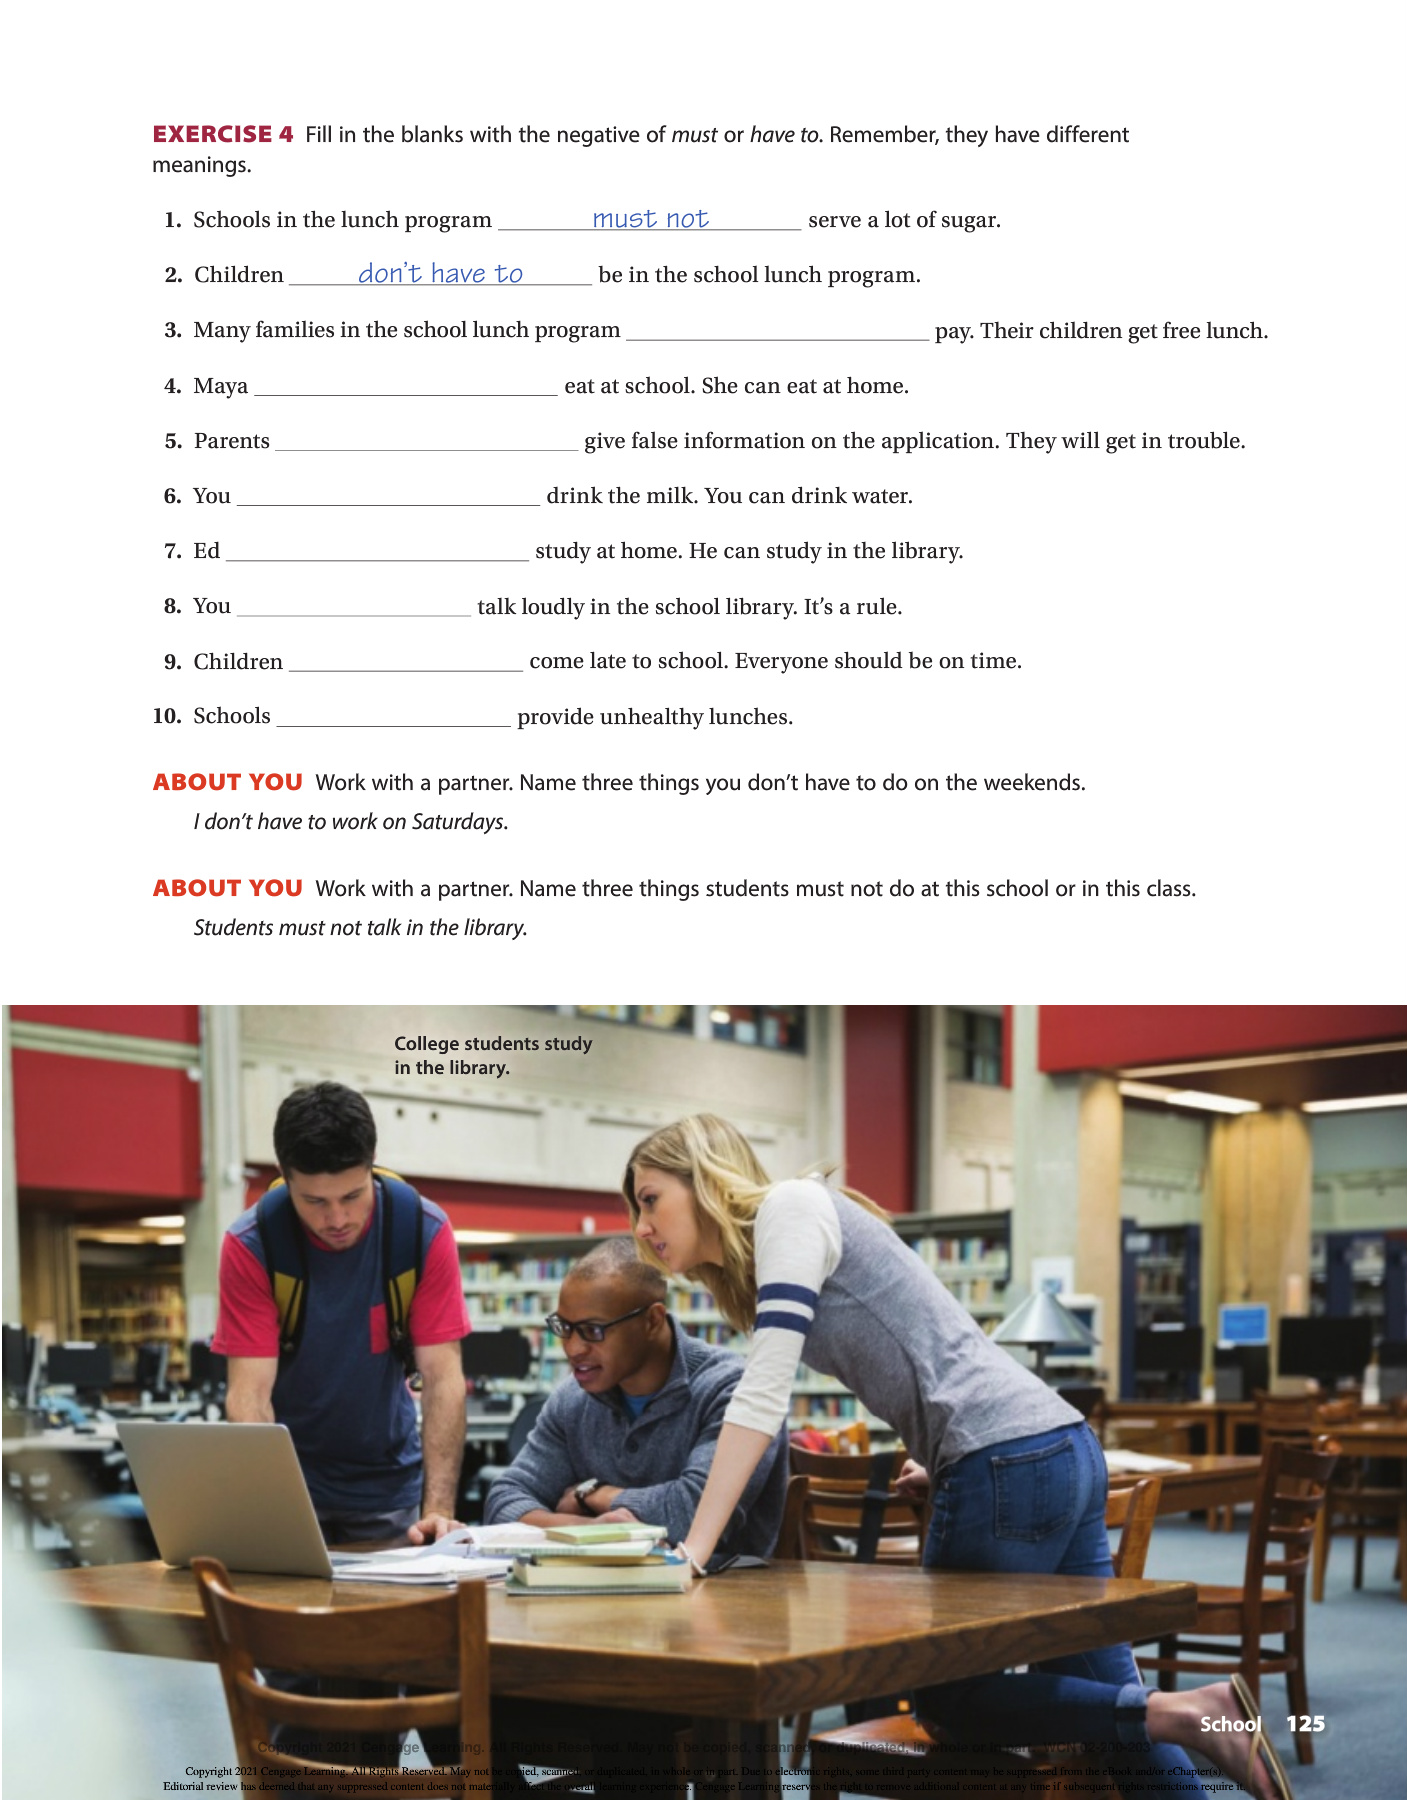 EXERCISE 4 Fill in the blanks with the negative of must or have to. Remember, they have different
meanings.
1. Schools in the lunch program must not serve a lot of sugar.
2. Children don't have to be in the school lunch program.
3. Many families in the school lunch program pay. Their children get free lunch.
4. Maya eat at school. She can eat at home.
5. Parents give false information on the application. They will get in trouble.
6. You drink the milk. You can drink water.
7. Ed study at home. He can study in the library.
8. You talk loudly in the school library. It's a rule.
9. Children come late to school. Everyone should be on time.
10. Schools provide unhealthy lunches.
ABOUT YOU Work with a partner. Name three things you don't have to do on the weekends.
I don't have to work on Saturdays.
ABOUT YOU Work with a partner. Name three things students must not do at this school or in this class.
Students must not talk in the library.
College students study
in the library.
School 125
Copyright 2021 Cengage Learning. All Rights Reserved. May not be copied, scanned, or duplicated, in whole or in part. WCN 02-200-203
Copyright 2021 Cengage Learning. All Rights Reserved. May not be copied, scanned, or duplicated, in whole or in part. Due to electronic rights, some third party content may be suppressed from the eBook and/or eChapter(s).
Editorial review has deemed that any suppressed content does not materially affect the overall learning experience. Cengage Learning reserves the right to remove additional content at any time if subsequent rights restrictions require it.